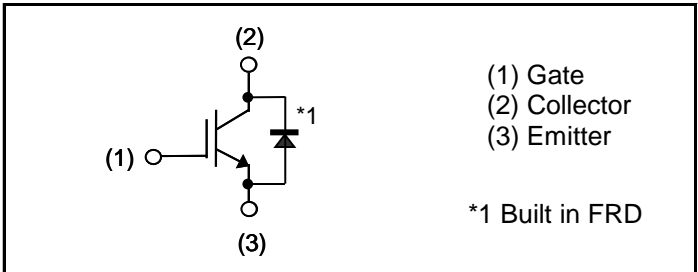 (2)
*1
(1)
(3)
(1) Gate
(2) Collector
(3) Emitter
*1 Built in FRD